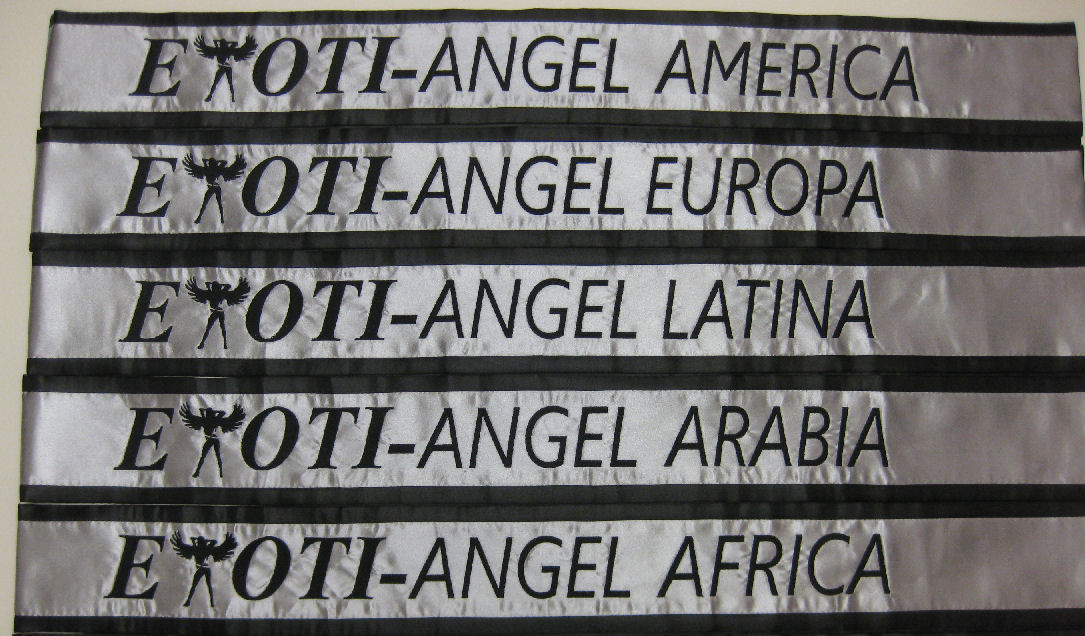 EXOTI-ANGEL AMERICA
EXOTI-ANGEL EUROPA
EXOTI-ANGEL LATINA
EXOTI-ANGEL ARABIA
EXOTI-ANGEL AFRICA